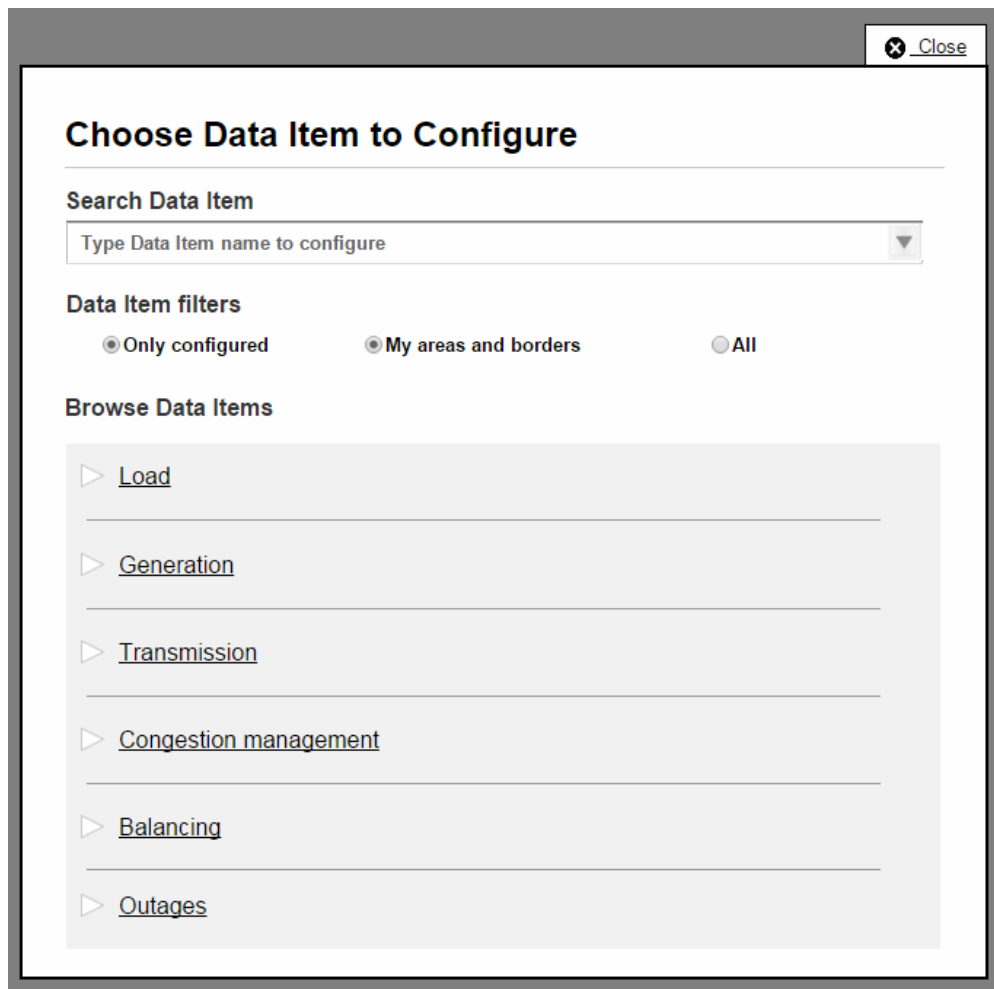 Close
Choose Data Item to Configure
Search Data Item
Type Data Item name to configure
Data Item filters
Only configured My areas and borders All
Browse Data Items
Load
Generation
Transmission
Congestion management
Balancing
Outages